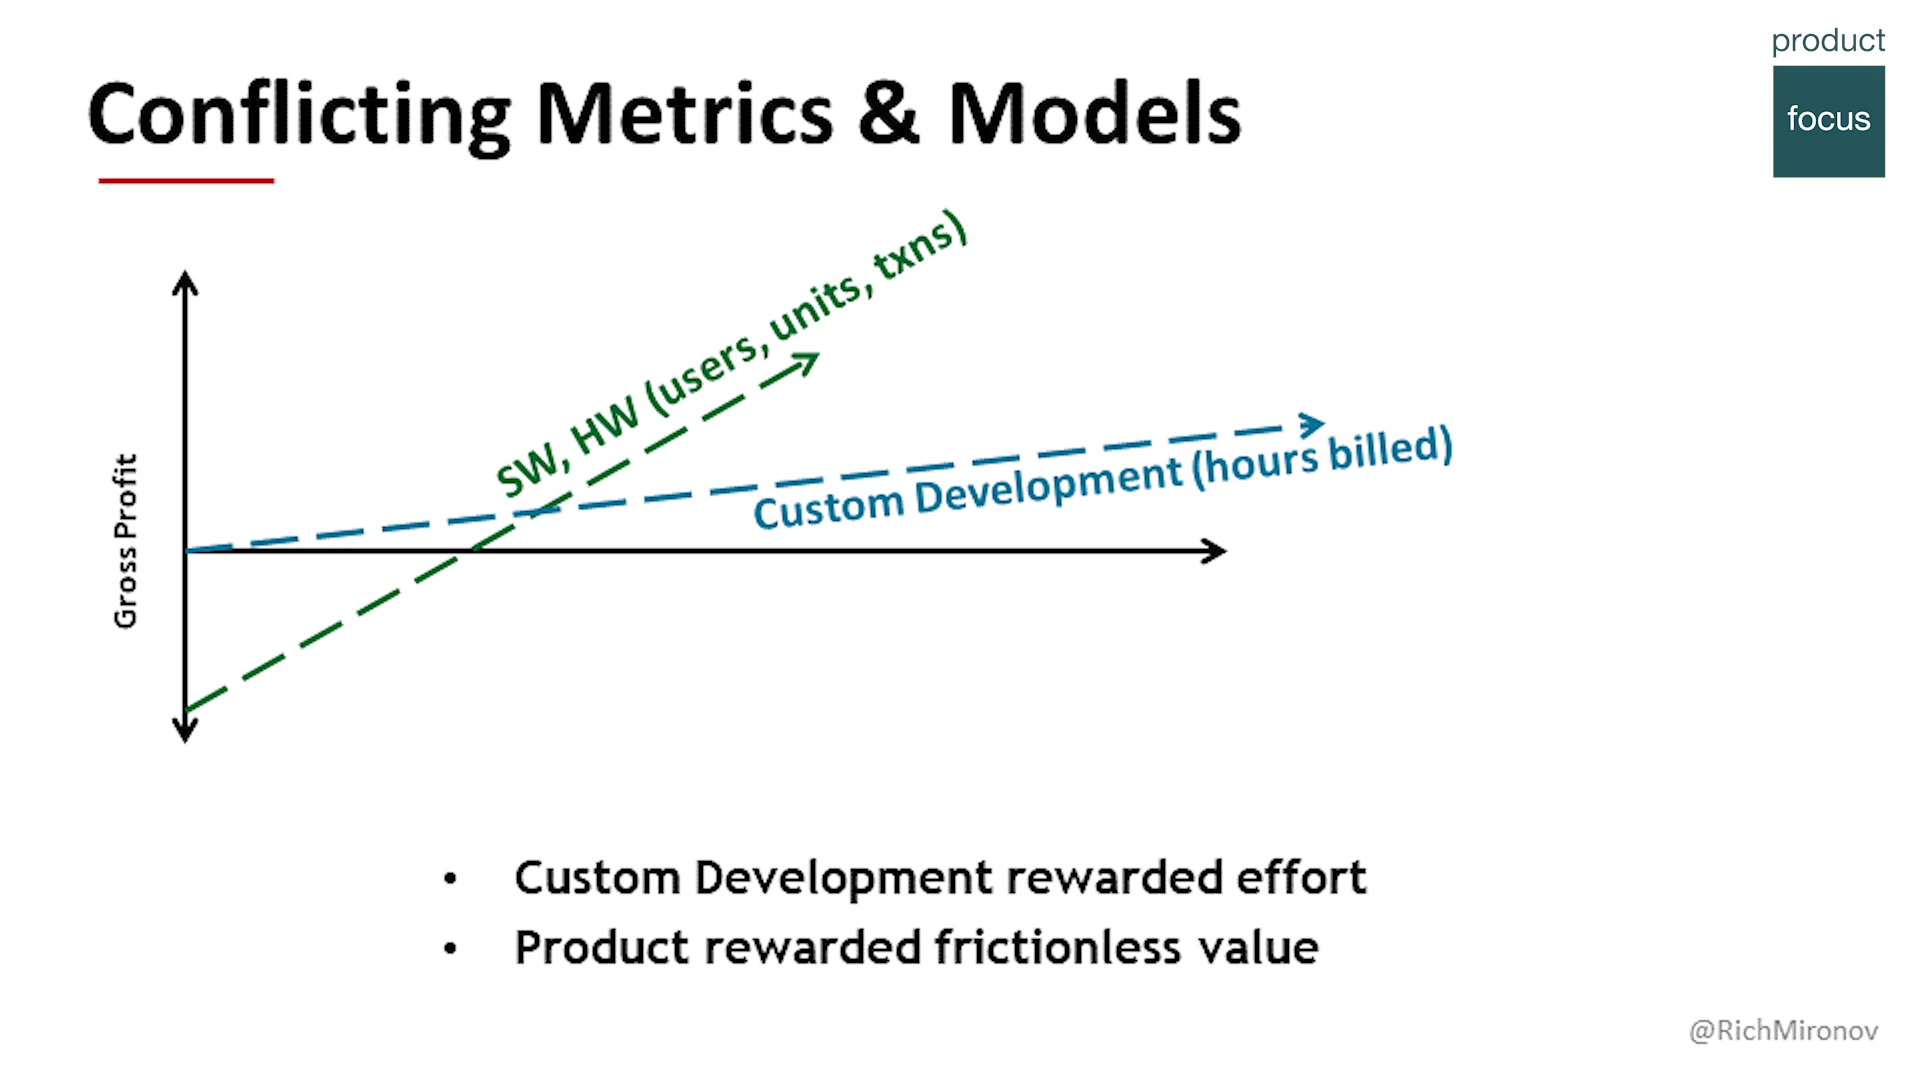 product
focus
Conflicting Metrics & Models
SW, HW (users, units, txns)
Custom Development (hours billed)
Gross Profit
• Custom Development rewarded effort
• Product rewarded frictionless value
@RichMironov